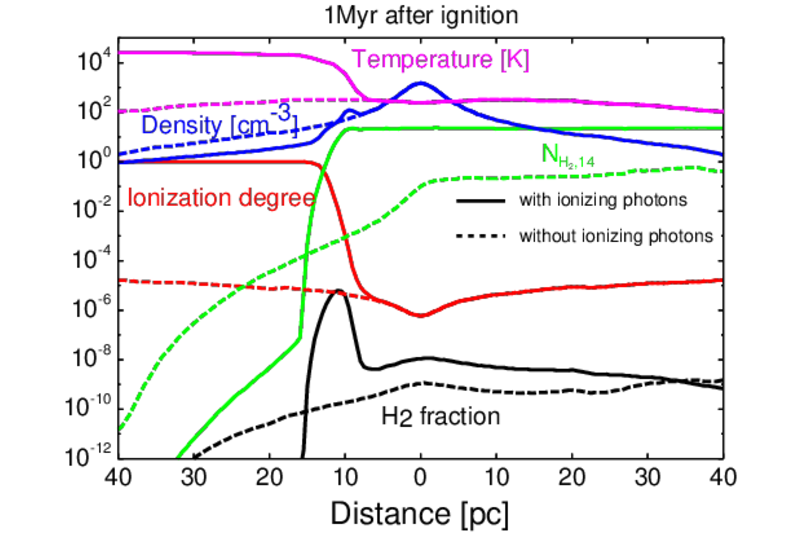 1Myr after ignition
10^4
10^2
10^0
10^-2
10^-4
10^-6
10^-8
10^-10
10^-12
Temperature [K]
Density [cm^-3]
N_H2,14
Ionization degree
with ionizing photons
without ionizing photons
H2 fraction
40 30 20 10 0 10 20 30 40
Distance [pc]